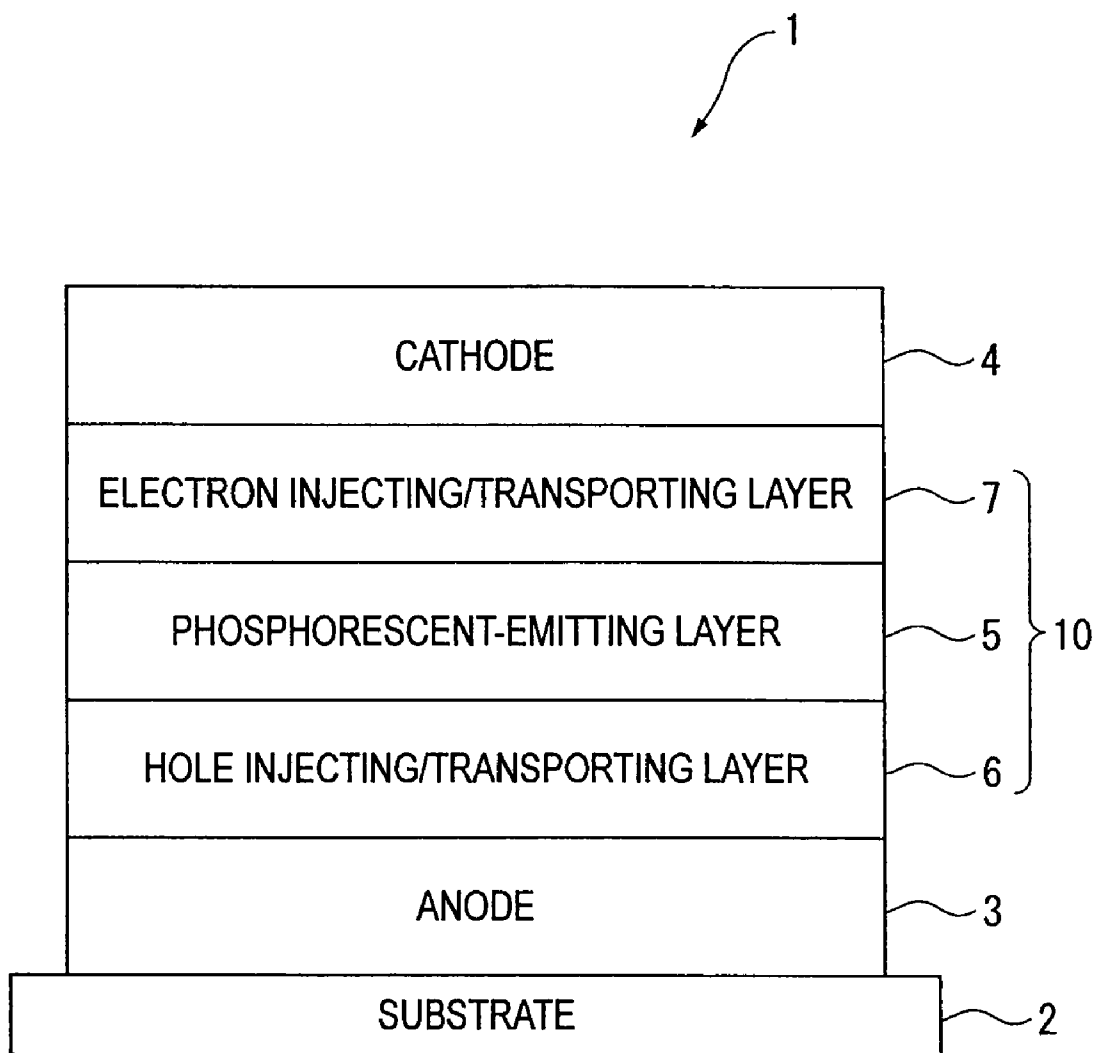 1
CATHODE 4
ELECTRON INJECTING/TRANSPORTING LAYER 7
PHOSPHORESCENT-EMITTING LAYER 5 10
HOLE INJECTING/TRANSPORTING LAYER 6
ANODE 3
SUBSTRATE 2